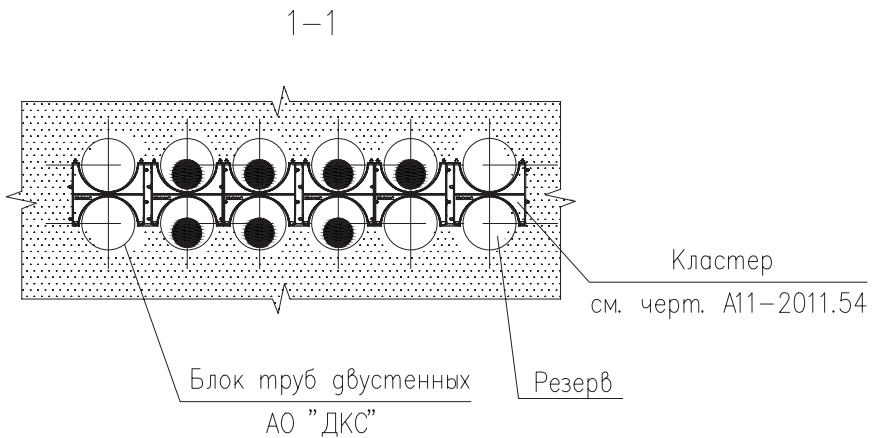 1-1
Кластер
см. черт. А11-2011.54
Блок труб двустенных
АО "ДКС"
Резерв